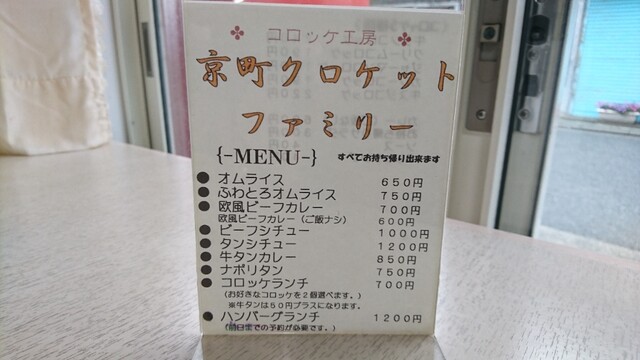 コロッケ工房
京町クロケット
ファミリー
{-MENU-} すべてお持ち帰り出来ます
● オムライス 650円
● ふわとろオムライス 750円
● 欧風ビーフカレー 700円
欧風ビーフカレー（ご飯ナシ） 600円
● ビーフシチュー 1000円
● タンシチュー 1200円
● 牛タンカレー 850円
● ナポリタン 750円
● コロッケランチ 700円
(お好きなコロッケを２個選べます。)
※牛タンは５０円プラスになります。
● ハンバーグランチ 1200円
(前日までの予約が必要です。)